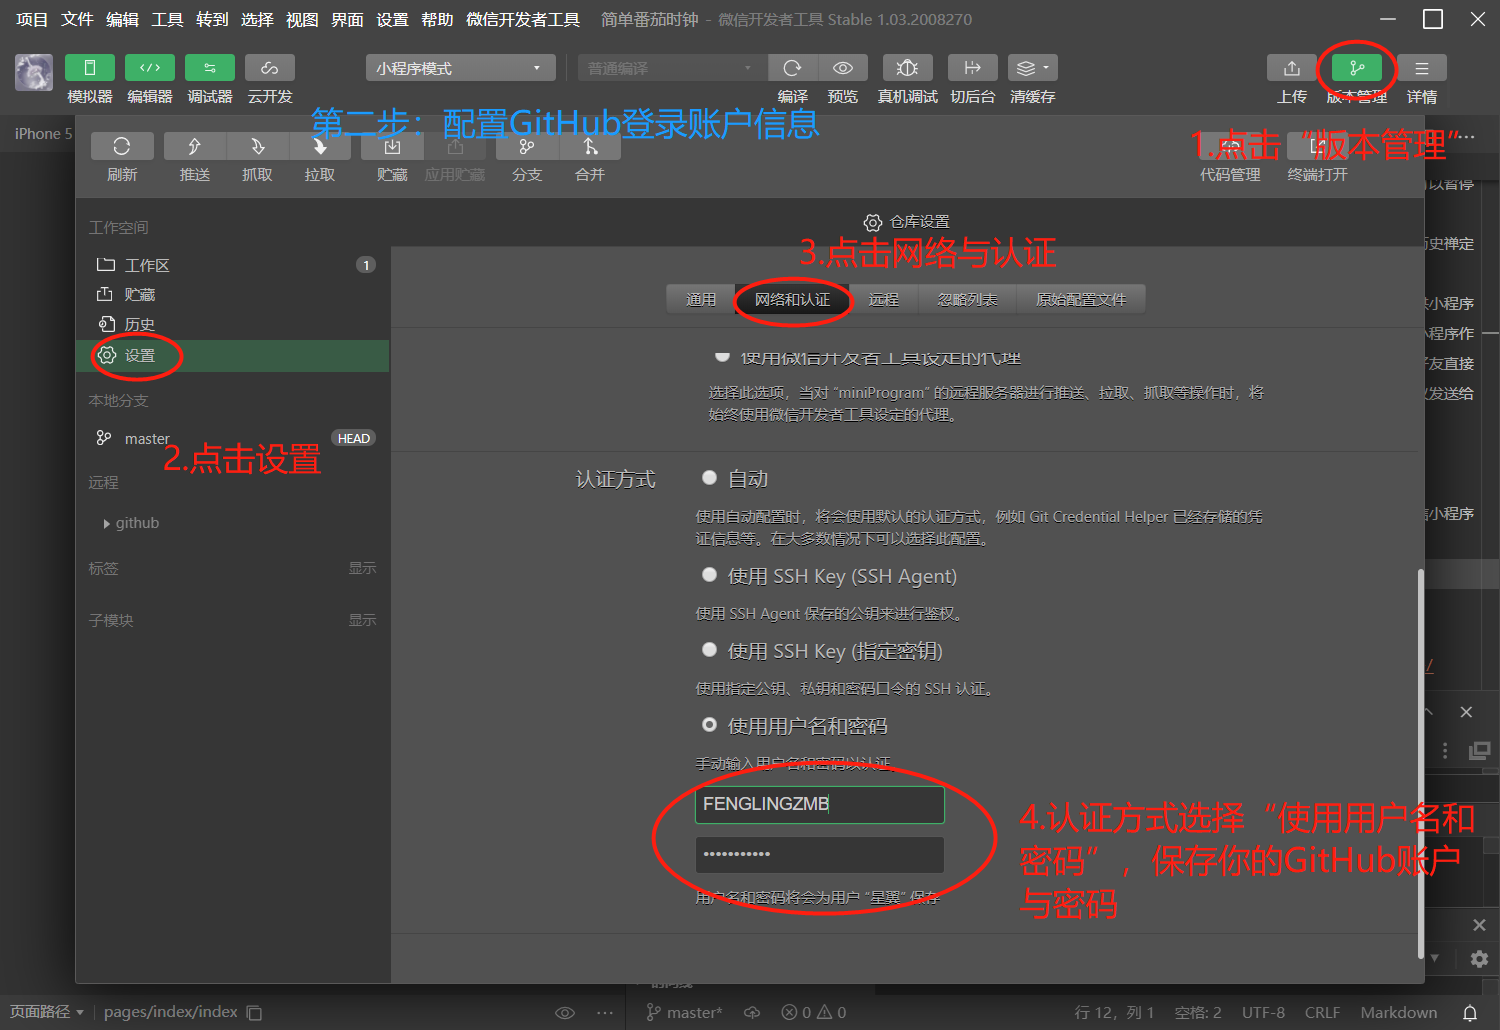 项目 文件 编辑 工具 转到 选择 视图 界面 设置 帮助 微信开发者工具 简单番茄时钟 - 微信开发者工具 Stable 1.03.2008270
小程序模式 普通编译
模拟器 编辑器 调试器 云开发 编译 预览 真机调试 切后台 清缓存 上传 版本管理 详情
第二步：配置GitHub登录账户信息
1.点击“版本管理”
iPhone 5
刷新 推送 抓取 拉取 贮藏 应用贮藏 分支 合并 代码管理 终端打开
以暂停
工作空间
仓库设置
3.点击网络与认证
历史禅定
工作区 1
贮藏
通用 网络和认证 远程 忽略列表 原始配置文件
小程序
历史
程序作
设置
使用微信开发者工具设定的代理
友直接
选择此选项，当对 “miniProgram” 的远程服务器进行推送、拉取、抓取等操作时，将
始终使用微信开发者工具设定的代理。
发送给
本地分支
master HEAD
2.点击设置
认证方式 自动
远程
使用自动配置时，将会使用默认的认证方式，例如 Git Credential Helper 已经存储的凭
证信息等。在大多数情况下可以选择此配置。
小程序
github
标签 显示
使用 SSH Key (SSH Agent)
使用 SSH Agent 保存的公钥来进行鉴权。
子模块 显示
使用 SSH Key (指定密钥)
使用指定公钥、私钥和密码口令的 SSH 认证。
使用用户名和密码
手动输入用户名和密码以认证
FENGLINGZMB
•••••••••••
用户名和密码将会为用户 “星翼” 保存
4.认证方式选择“使用用户名和
密码”，保存你的GitHub账户
与密码
页面路径 pages/index/index master* 0 0 行 12，列 1 空格: 2 UTF-8 CRLF Markdown